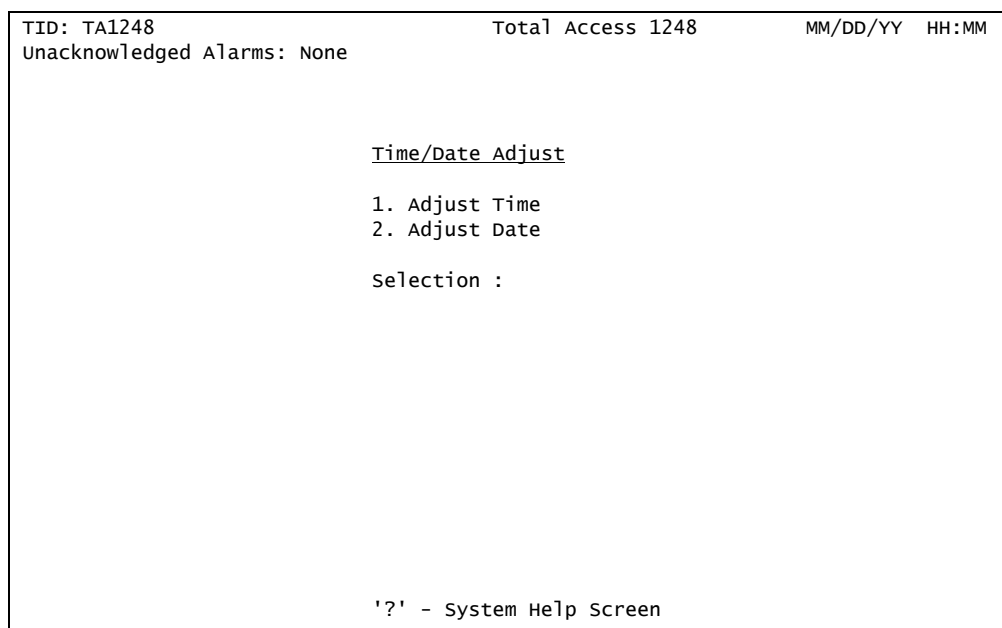 TID: TA1248 Total Access 1248 MM/DD/YY HH:MM
Unacknowledged Alarms: None
Time/Date Adjust
1. Adjust Time
2. Adjust Date
Selection :
'?' - System Help Screen